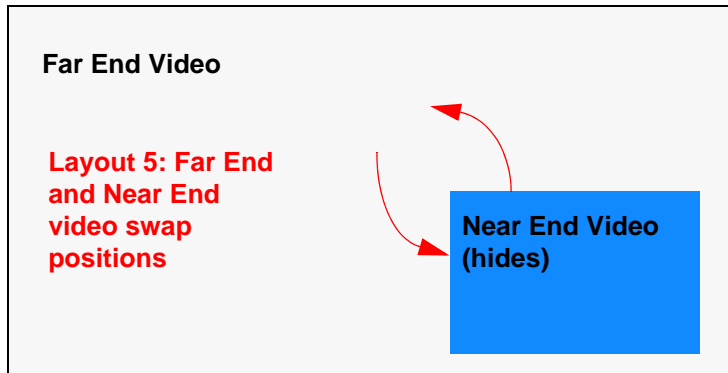 Far End Video
Layout 5: Far End
and Near End
video swap
positions
Near End Video
(hides)